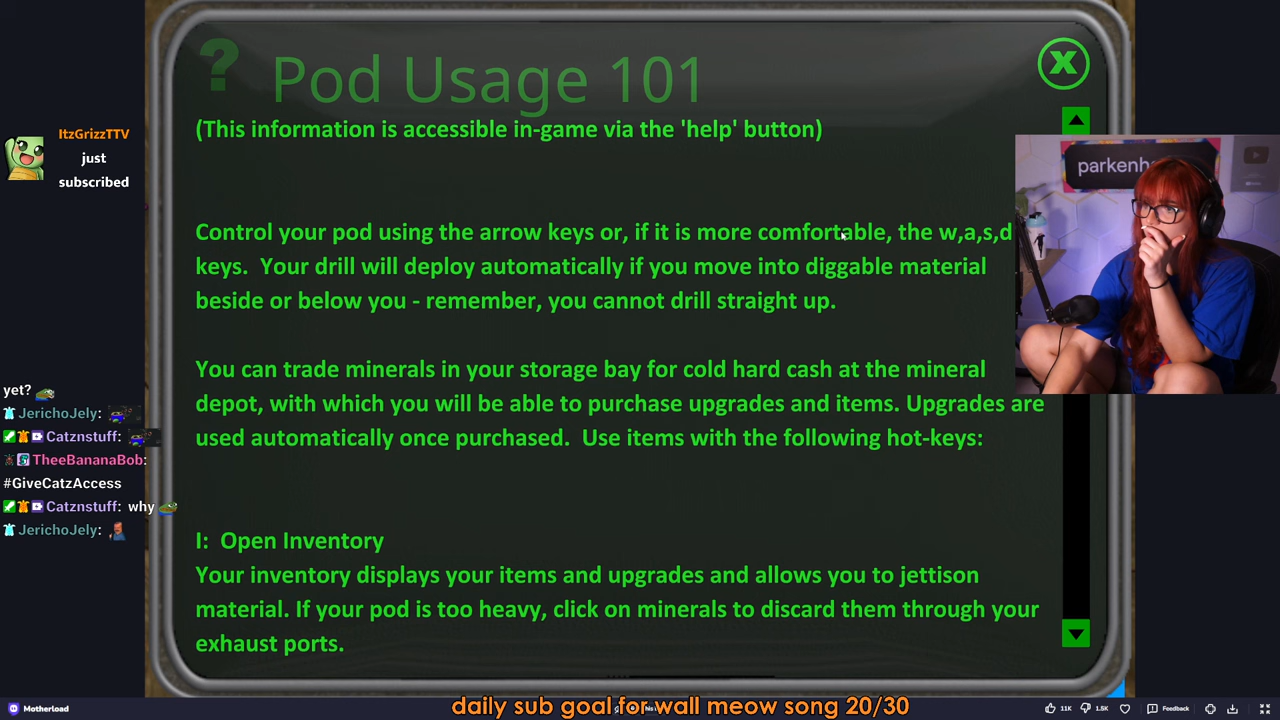 Pod Usage 101
(This information is accessible in-game via the 'help' button)
Control your pod using the arrow keys or, if it is more comfortable, the w,a,s,d
keys.  Your drill will deploy automatically if you move into diggable material
beside or below you - remember, you cannot drill straight up.
You can trade minerals in your storage bay for cold hard cash at the mineral
depot, with which you will be able to purchase upgrades and items. Upgrades are
used automatically once purchased.  Use items with the following hot-keys:
I:  Open Inventory
Your inventory displays your items and upgrades and allows you to jettison
material. If your pod is too heavy, click on minerals to discard them through your
exhaust ports.
ItzGrizzTTV
just
subscribed
yet?
JerichoJely:
Catznstuff:
TheeBananaBob:
#GiveCatzAccess
Catznstuff: why
JerichoJely:
daily sub goal for wall meow song 20/30
Motherload
11K
1.5K
Feedback